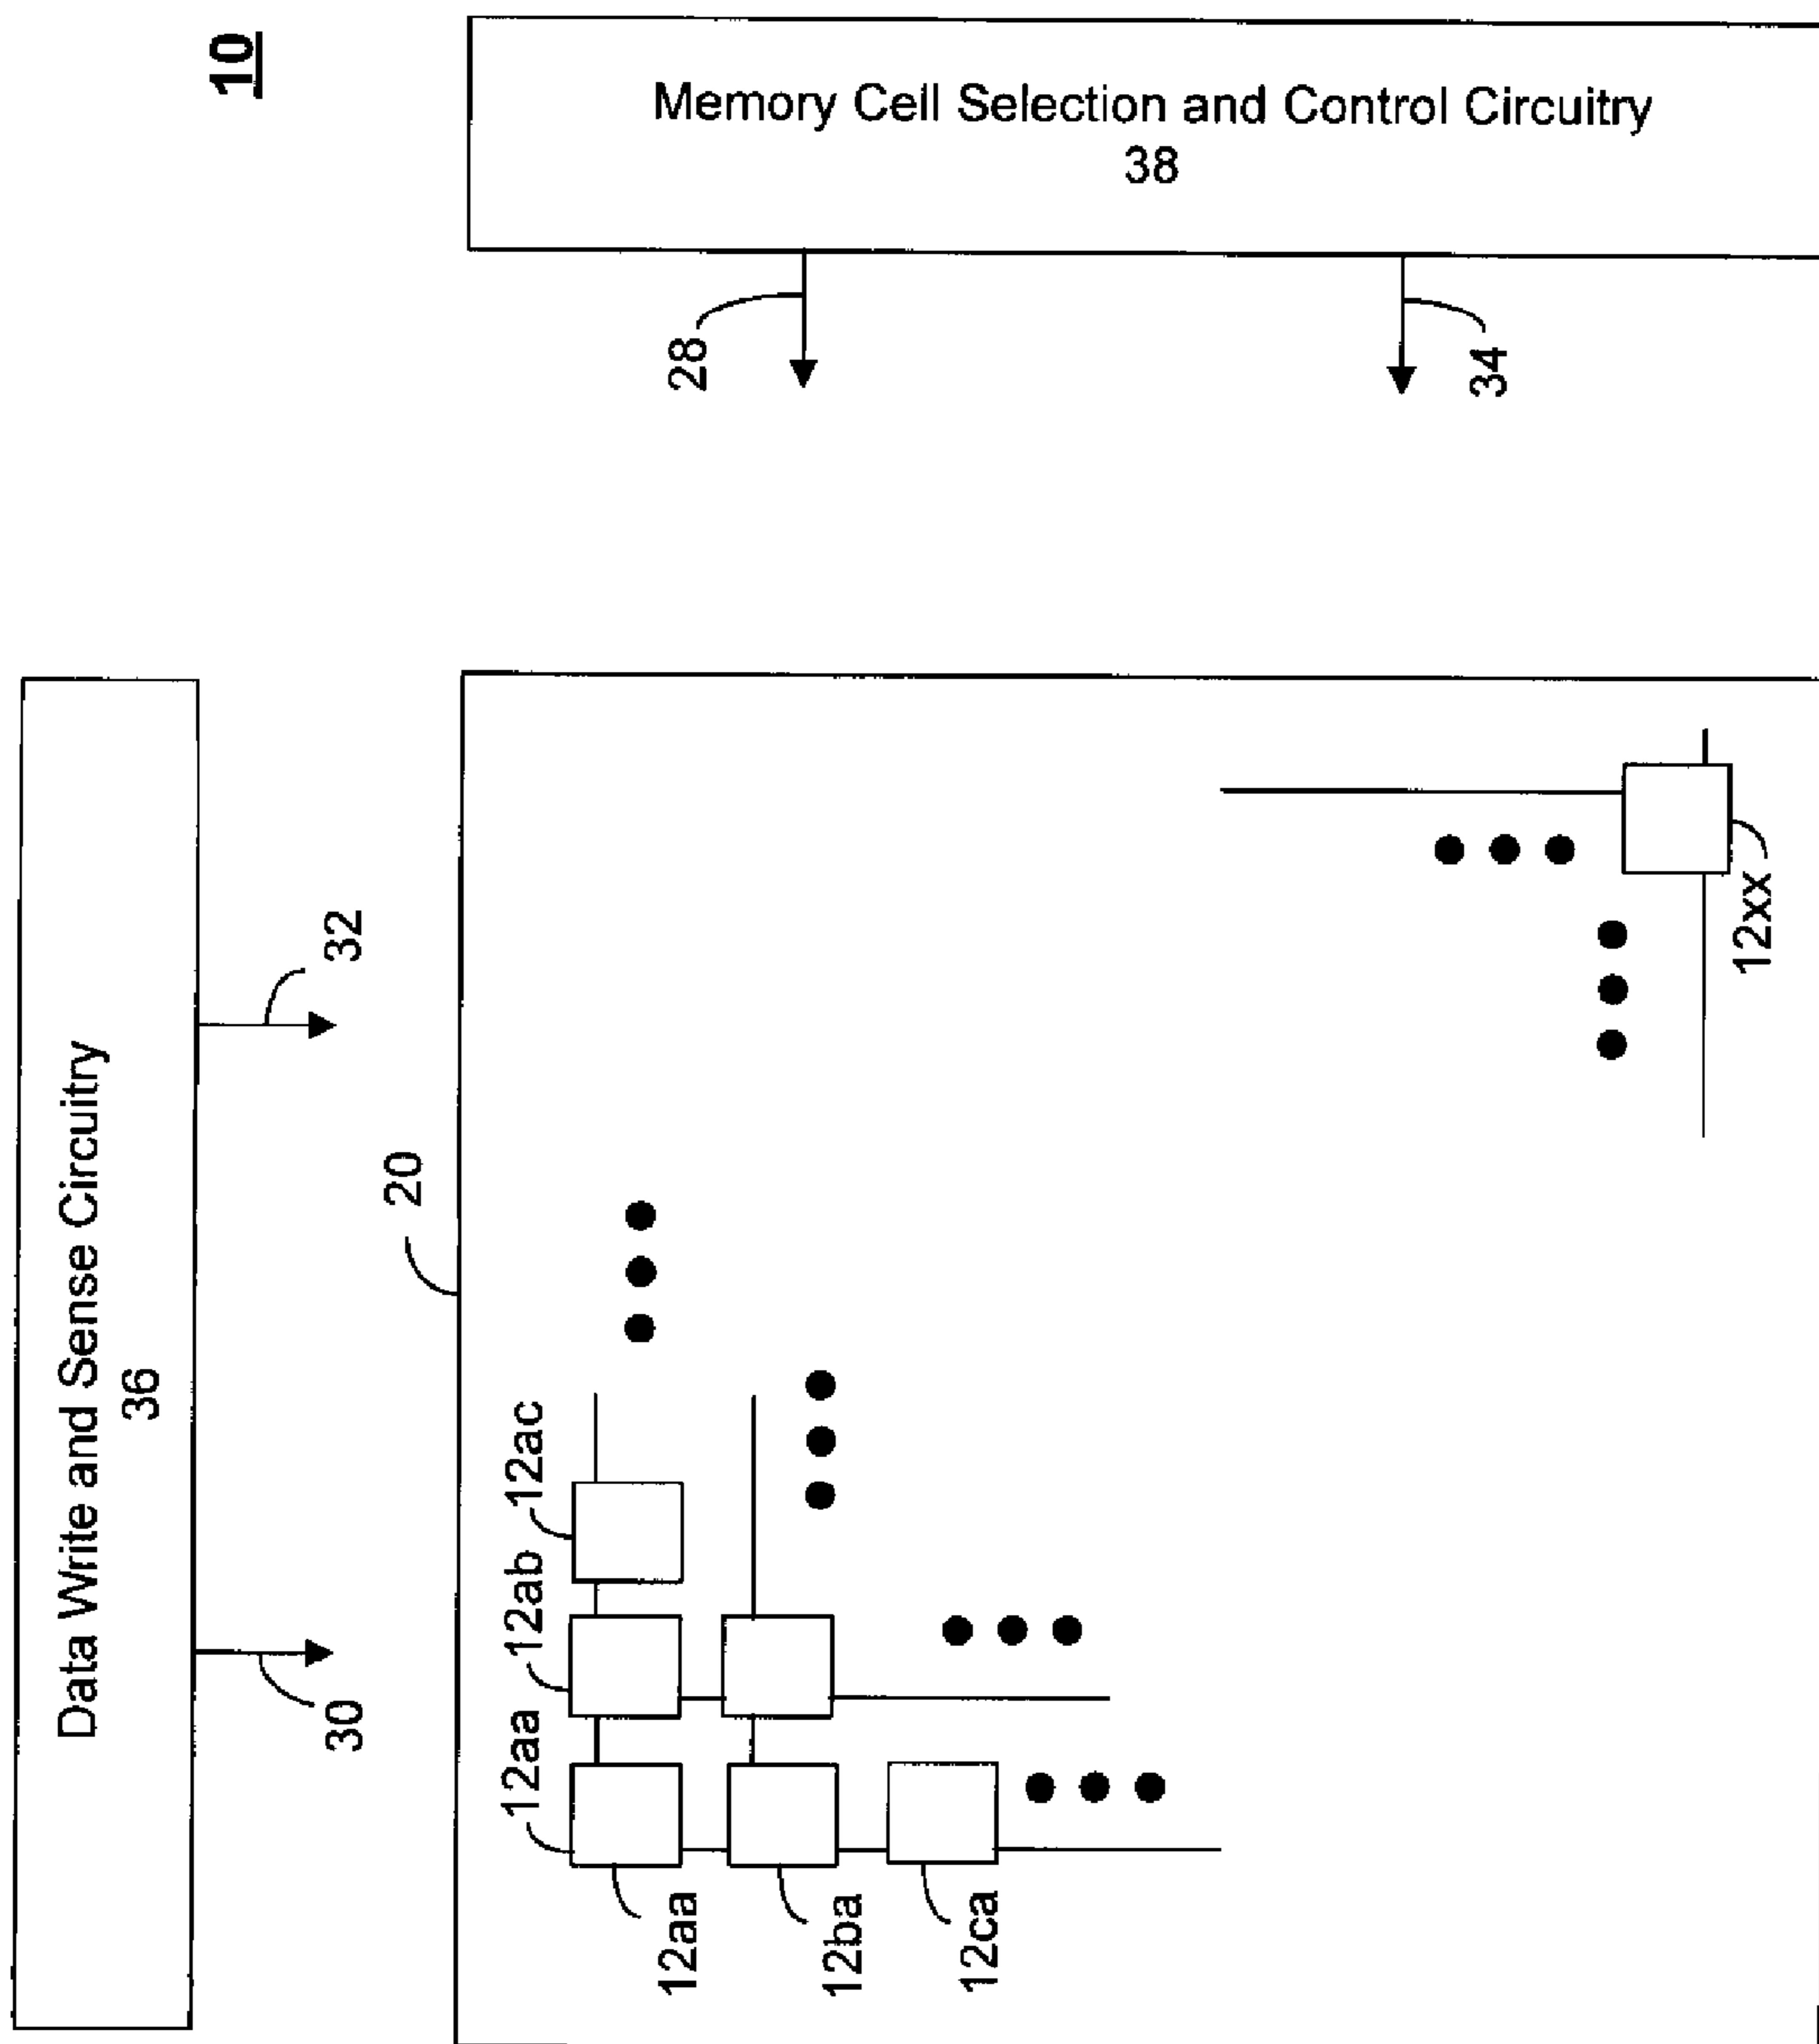 10
Memory Cell Selection and Control Circuitry
38
28
34
Data Write and Sense Circuitry
36
30
32
20
12aa
12ab
12ac
12aa
12ba
12ca
12xx